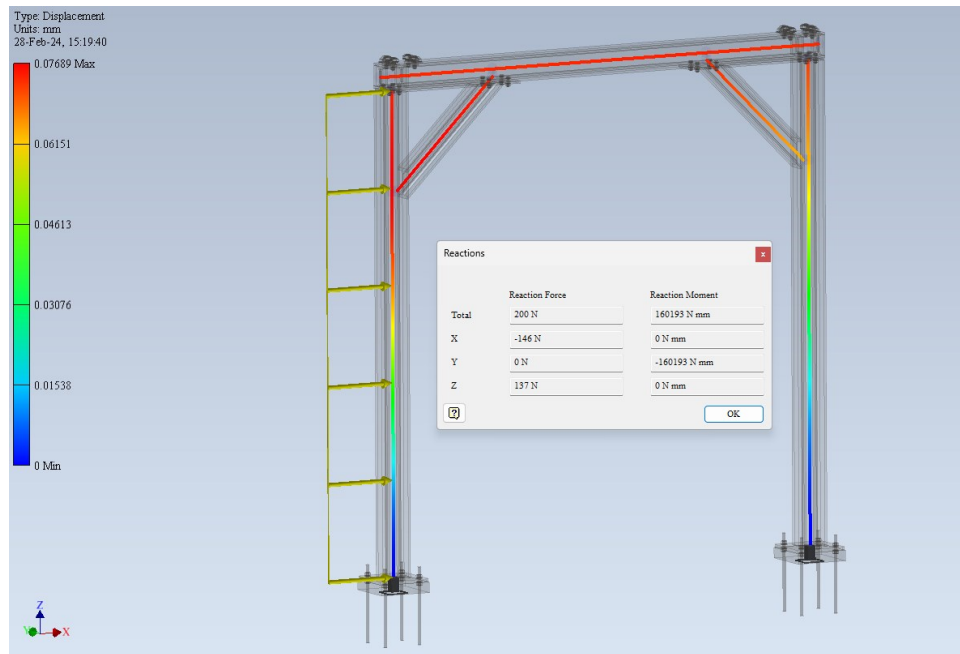 Type: Displacement
Units: mm
28-Feb-24, 15:19:40
0.07689 Max
0.06151
0.04613
0.03076
0.01538
0 Min
Reactions
x
Reaction Force Reaction Moment
Total 200 N 160193 N mm
X -146 N 0 N mm
Y 0 N -160193 N mm
Z 137 N 0 N mm
? OK
Z
Y X